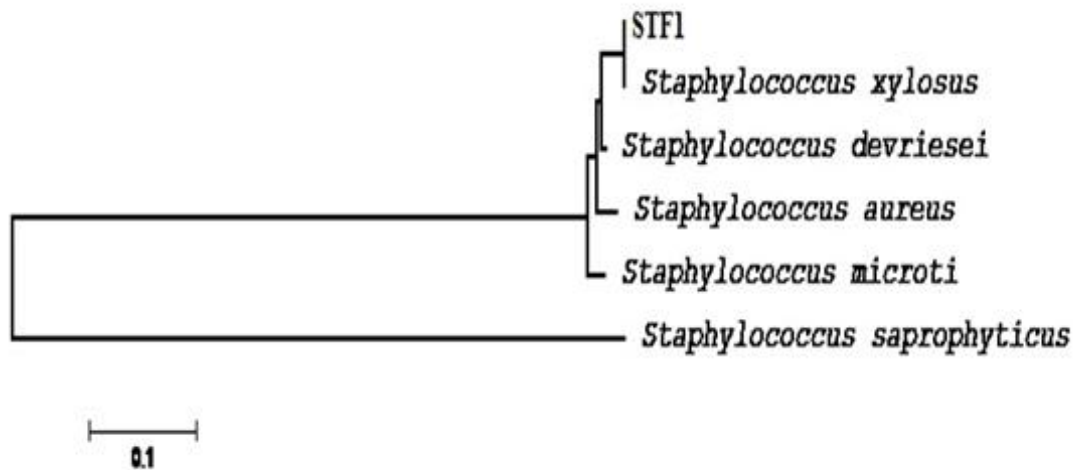 STF1
Staphylococcus xylosus
Staphylococcus devriesei
Staphylococcus aureus
Staphylococcus microti
Staphylococcus saprophyticus
0.1